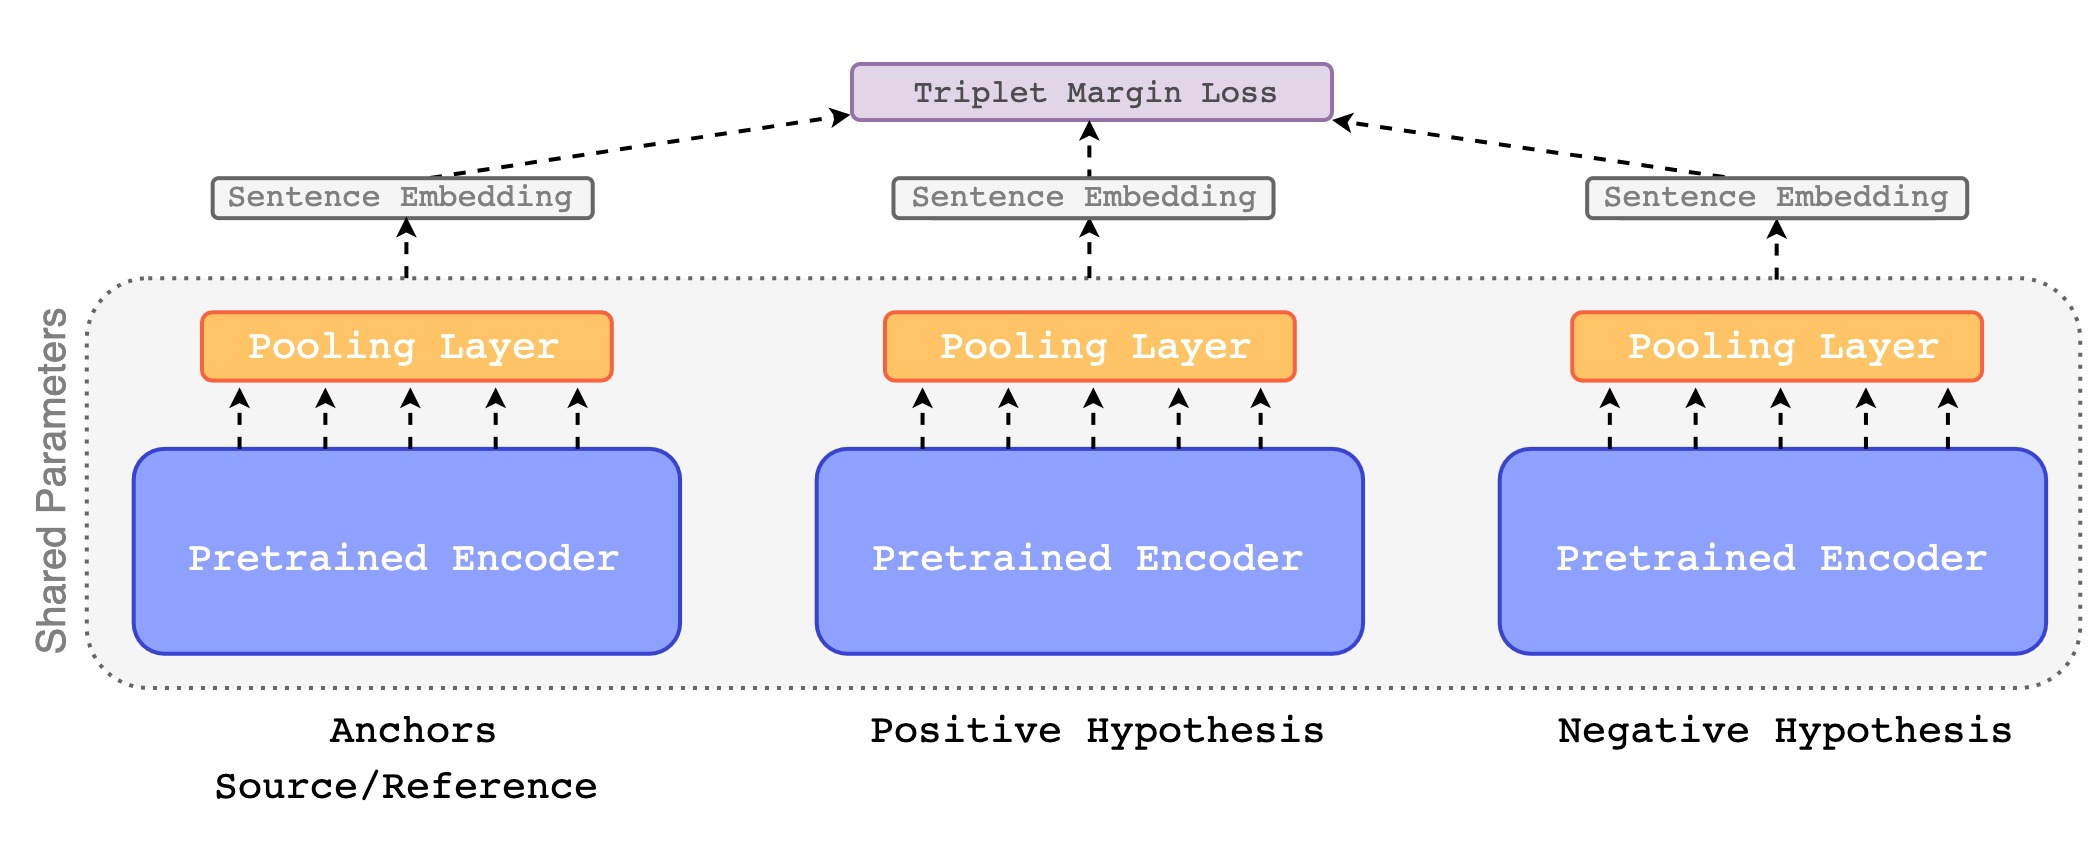 Triplet Margin Loss
Sentence Embedding
Sentence Embedding
Sentence Embedding
Shared Parameters
Pooling Layer
Pooling Layer
Pooling Layer
Pretrained Encoder
Pretrained Encoder
Pretrained Encoder
Anchors
Source/Reference
Positive Hypothesis
Negative Hypothesis